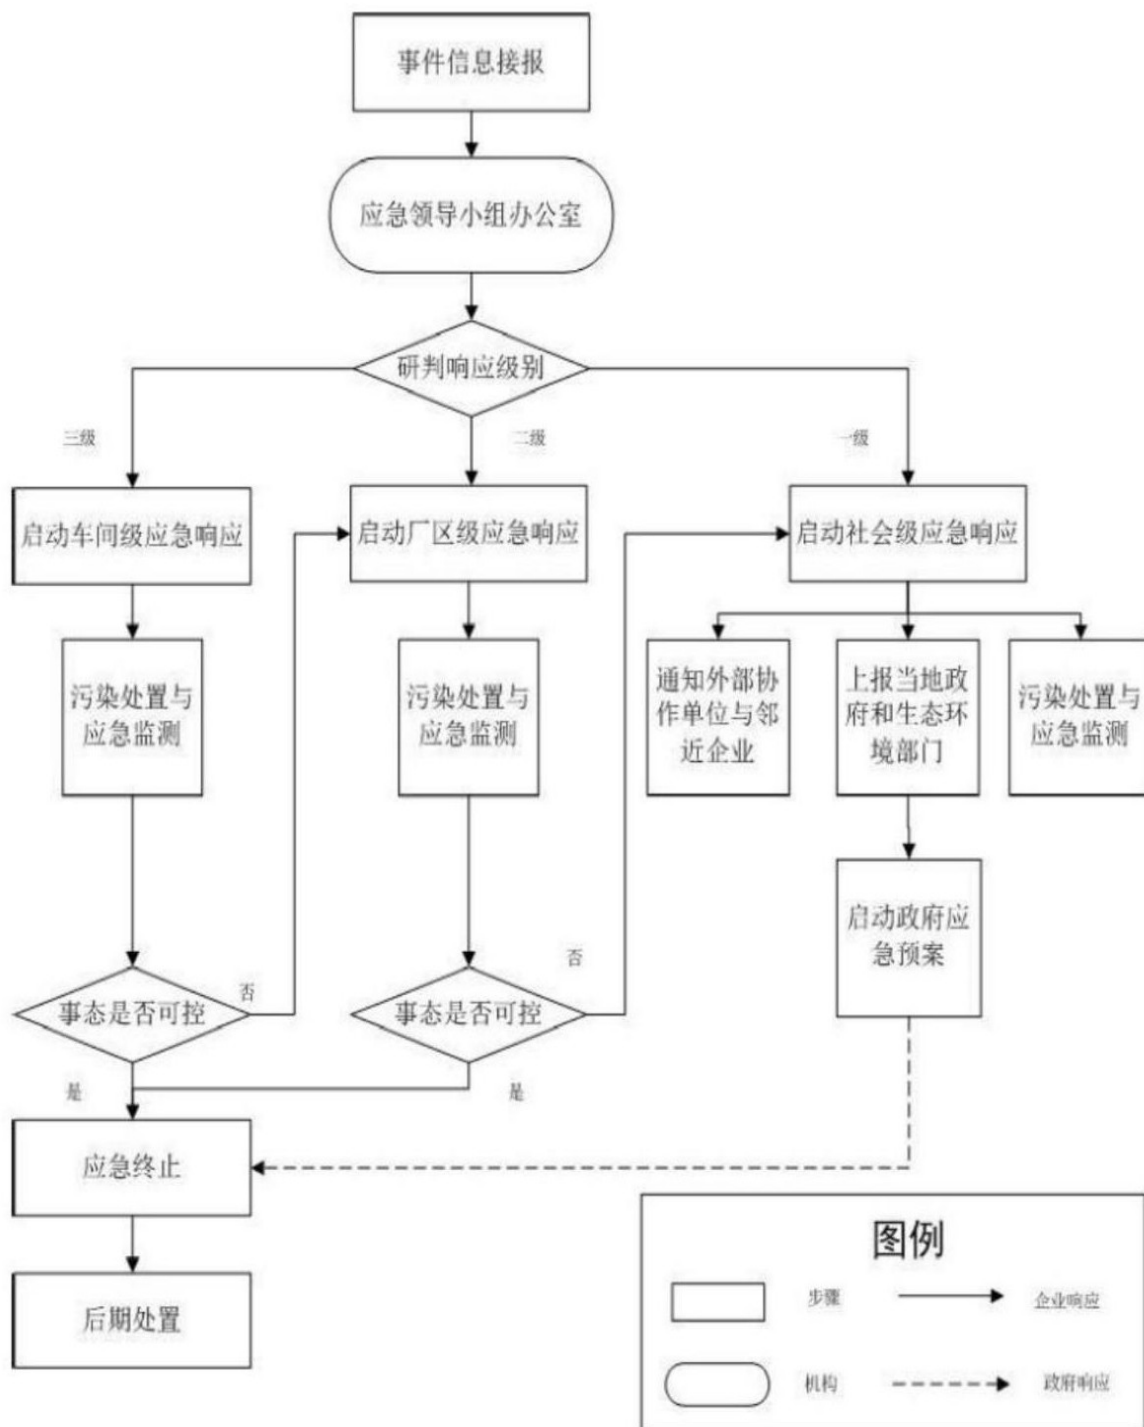 事件信息接报
应急领导小组办公室
研判响应级别
三级
二级
一级
启动车间级应急响应
启动厂区级应急响应
启动社会级应急响应
污染处置与
应急监测
污染处置与
应急监测
通知外部协
作单位与邻
近企业
上报当地政
府和生态环
境部门
污染处置与
应急监测
启动政府应
急预案
事态是否可控
否
事态是否可控
否
是
是
应急终止
后期处置
图例
步骤
企业响应
机构
政府响应